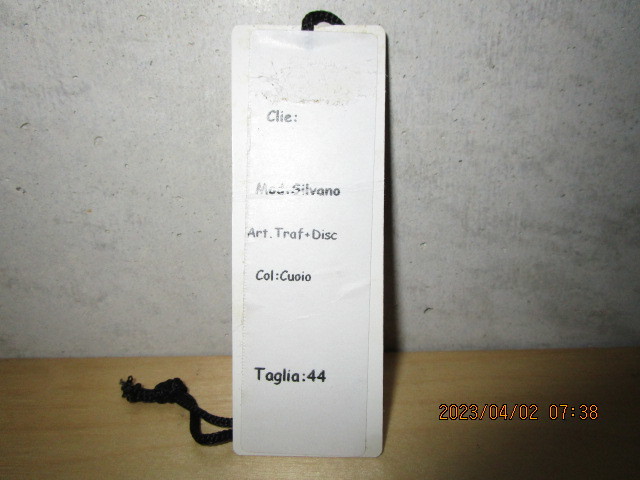 Clie:
Mod:Silvano
Art.Traf+Disc
Col:Cuoio
Taglia:44
2023/04/02 07:38